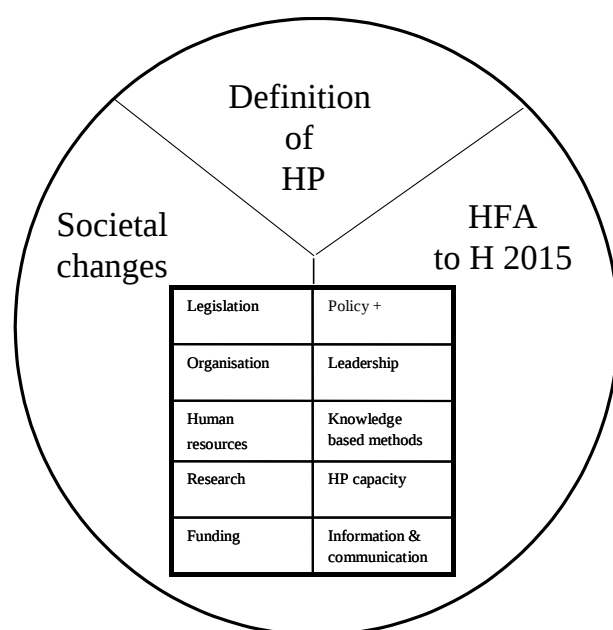 Definition
of
HP
Societal
changes
HFA
to H 2015
Legislation
Policy +
Organisation
Leadership
Human
resources
Knowledge
based methods
Research
HP capacity
Funding
Information &
communication